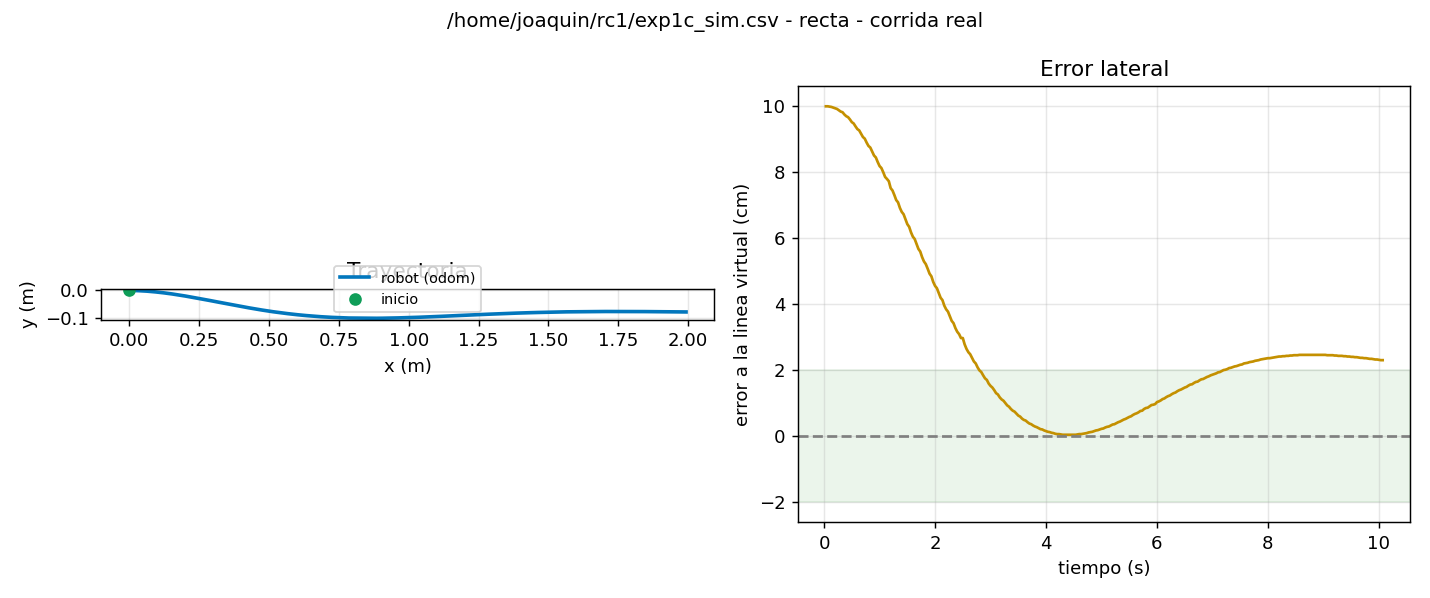 /home/joaquin/rc1/exp1c_sim.csv - recta - corrida real
Trayectoria
robot (odom)
inicio
y (m)
0.0
−0.1
0.00 0.25 0.50 0.75 1.00 1.25 1.50 1.75 2.00
x (m)
Error lateral
error a la linea virtual (cm)
10
8
6
4
2
0
−2
0 2 4 6 8 10
tiempo (s)